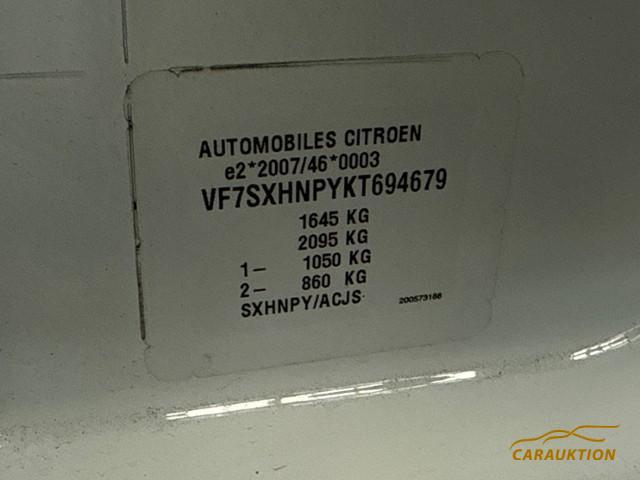 AUTOMOBILES CITROEN
e2*2007/46*0003
VF7SXHNPYKT694679
1645 KG
2095 KG
1– 1050 KG
2– 860 KG
SXHNPY/ACJS
200573188
CARAUKTION